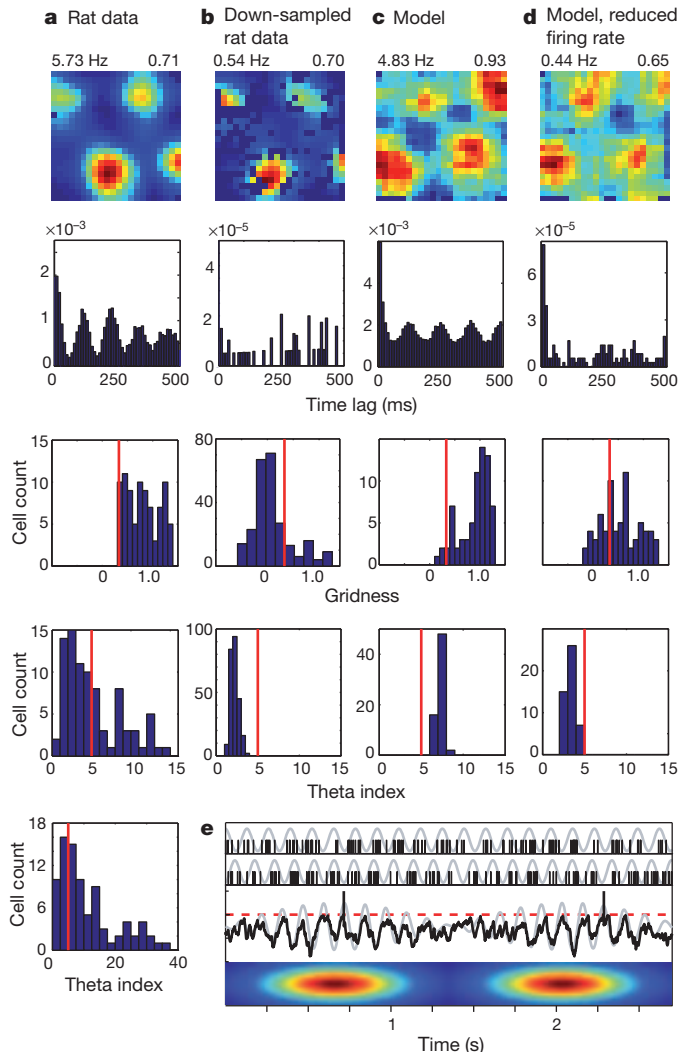 a Rat data
b Down-sampled rat data
c Model
d Model, reduced firing rate
5.73 Hz 0.71
0.54 Hz 0.70
4.83 Hz 0.93
0.44 Hz 0.65
×10⁻³
×10⁻⁵
×10⁻³
×10⁻⁵
2
1
0
0 250 500
4
2
0
0 250 500
4
2
0
0 250 500
6
3
0
0 250 500
Time lag (ms)
Cell count
15
10
5
0
0 1.0
80
40
0
0 1.0
10
5
0
0 1.0
10
5
0
0 1.0
Gridness
Cell count
15
10
5
0
0 5 10 15
100
50
0
0 5 10 15
40
20
0
0 5 10 15
20
10
0
0 5 10 15
Theta index
Cell count
18
12
6
0
0 20 40
Theta index
e
1 2
Time (s)